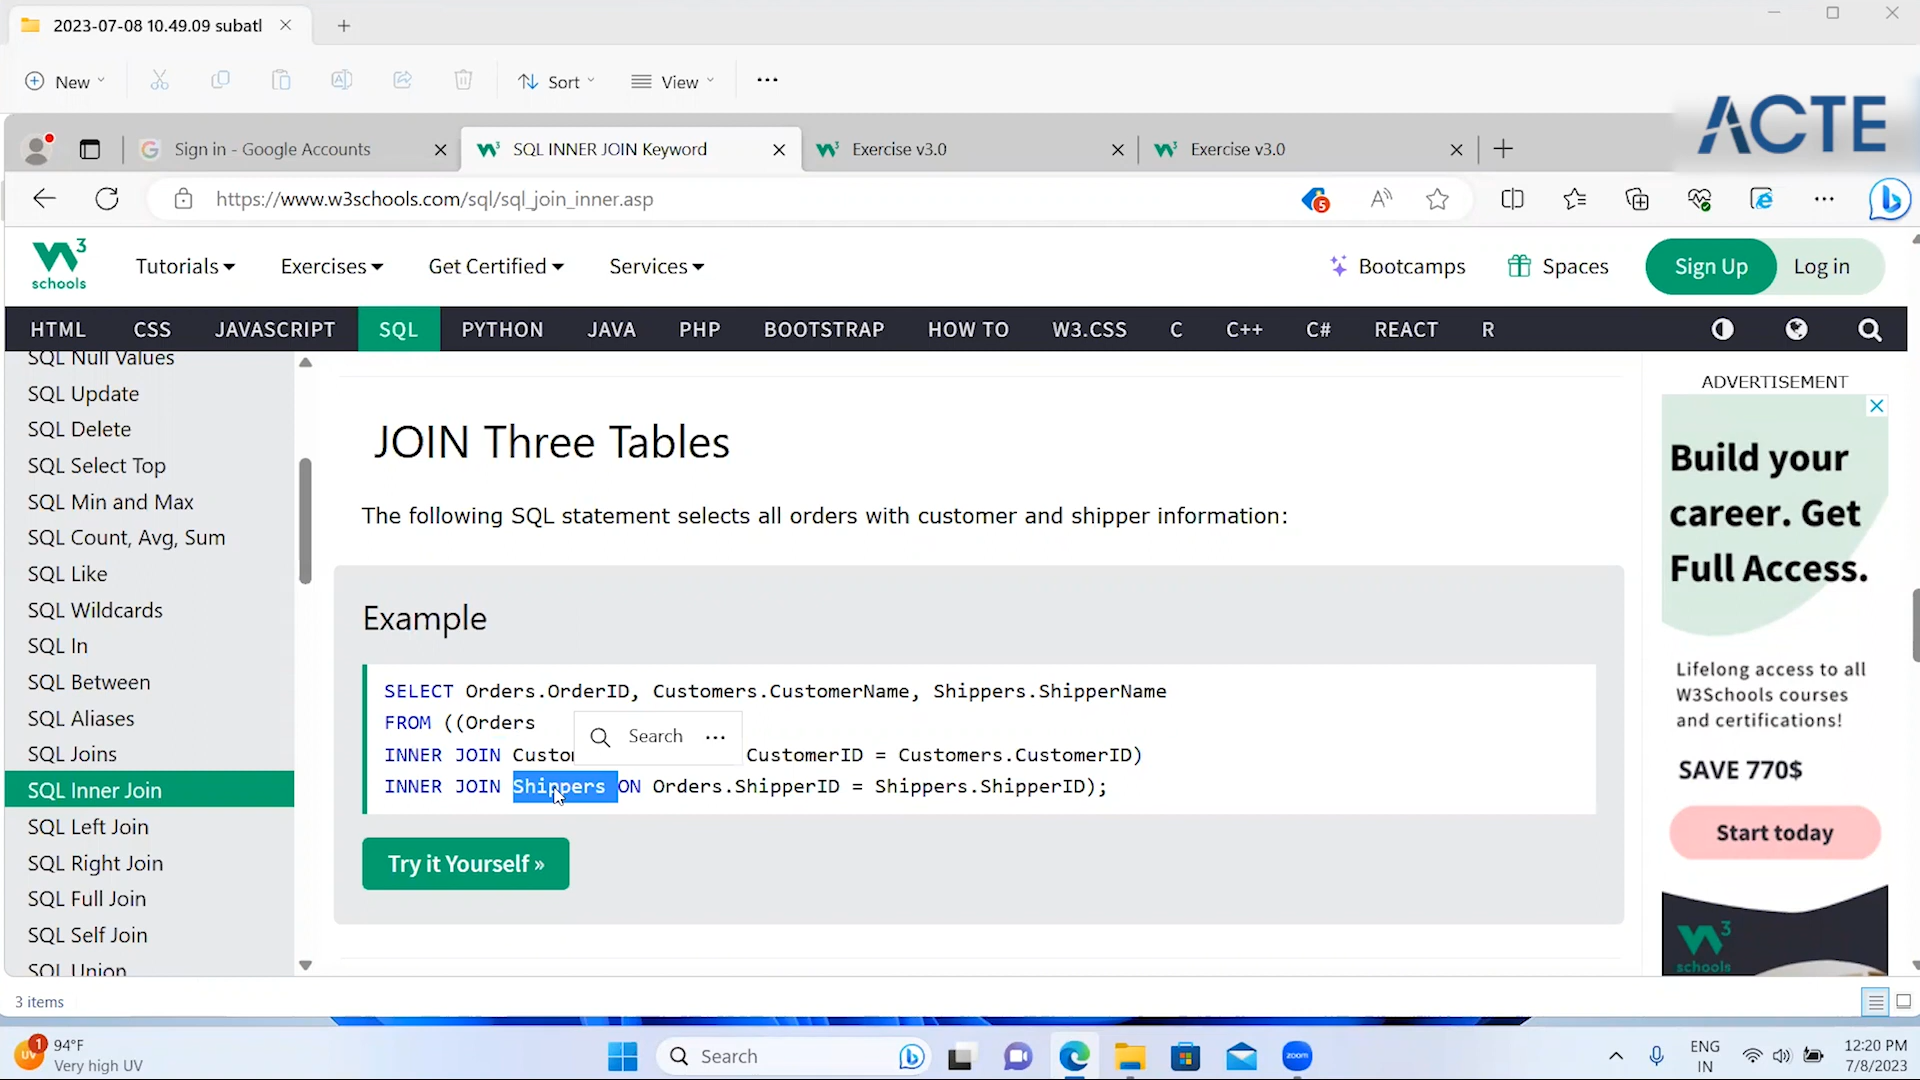 2023-07-08 10.49.09 subatl
New
Sort
View
ACTE
Sign in - Google Accounts
SQL INNER JOIN Keyword
Exercise v3.0
Exercise v3.0
https://www.w3schools.com/sql/sql_join_inner.asp
5
3
schools
Tutorials
Exercises
Get Certified
Services
Bootcamps
Spaces
Sign Up
Log in
HTML
CSS
JAVASCRIPT
SQL
PYTHON
JAVA
PHP
BOOTSTRAP
HOW TO
W3.CSS
C
C++
C#
REACT
R
SQL Null Values
SQL Update
SQL Delete
SQL Select Top
SQL Min and Max
SQL Count, Avg, Sum
SQL Like
SQL Wildcards
SQL In
SQL Between
SQL Aliases
SQL Joins
SQL Inner Join
SQL Left Join
SQL Right Join
SQL Full Join
SQL Self Join
SQL Union
JOIN Three Tables
The following SQL statement selects all orders with customer and shipper information:
Example
SELECT Orders.OrderID, Customers.CustomerName, Shippers.ShipperName
FROM ((Orders
Search
INNER JOIN Custo CustomerID = Customers.CustomerID)
INNER JOIN Shippers ON Orders.ShipperID = Shippers.ShipperID);
Try it Yourself »
ADVERTISEMENT
Build your
career. Get
Full Access.
Lifelong access to all
W3Schools courses
and certifications!
SAVE 770$
Start today
3
schools
3 items
1
UV
94°F
Very high UV
Search
zoom
ENG
IN
12:20 PM
7/8/2023